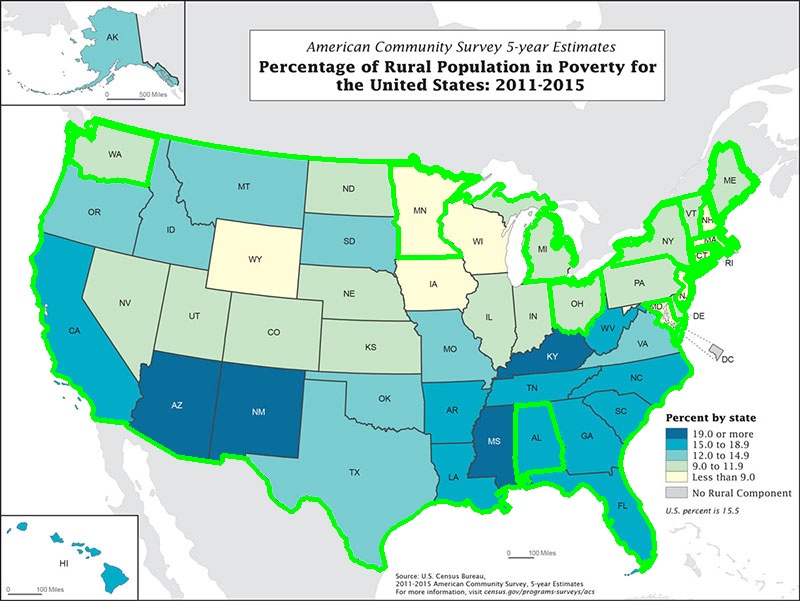 AK
0 500 Miles
American Community Survey 5-year Estimates
Percentage of Rural Population in Poverty for
the United States: 2011-2015
WA
MT
ND
MN
ME
OR
ID
SD
WI
MI
VT
NH
NY
MA
CT
RI
WY
IA
NE
PA
NJ
NV
UT
CO
IL
IN
OH
MD
DE
DC
CA
KS
MO
KY
WV
VA
AZ
NM
OK
AR
TN
NC
SC
TX
LA
MS
AL
GA
FL
Percent by state
19.0 or more
15.0 to 18.9
12.0 to 14.9
9.0 to 11.9
Less than 9.0
No Rural Component
U.S. percent is 15.5
HI
0 100 Miles
0 100 Miles
Source: U.S. Census Bureau,
2011-2015 American Community Survey, 5-year Estimates
For more information, visit census.gov/programs-surveys/acs